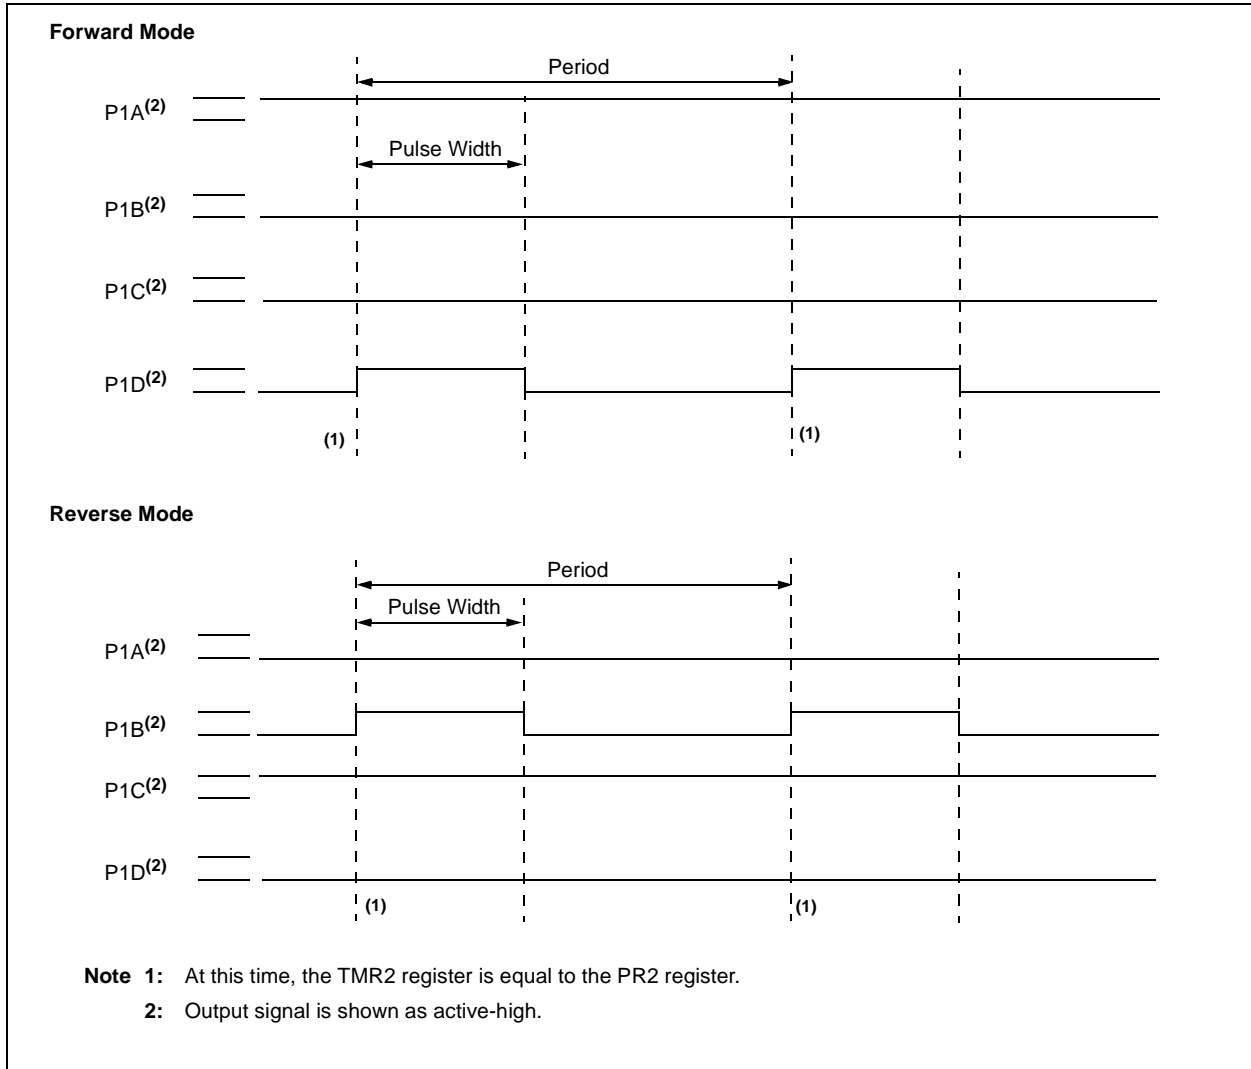 Forward Mode
Period
P1A(2)
Pulse Width
P1B(2)
P1C(2)
P1D(2)
(1)
(1)
Reverse Mode
Period
Pulse Width
P1A(2)
P1B(2)
P1C(2)
P1D(2)
(1)
(1)
Note 1: At this time, the TMR2 register is equal to the PR2 register.
2: Output signal is shown as active-high.